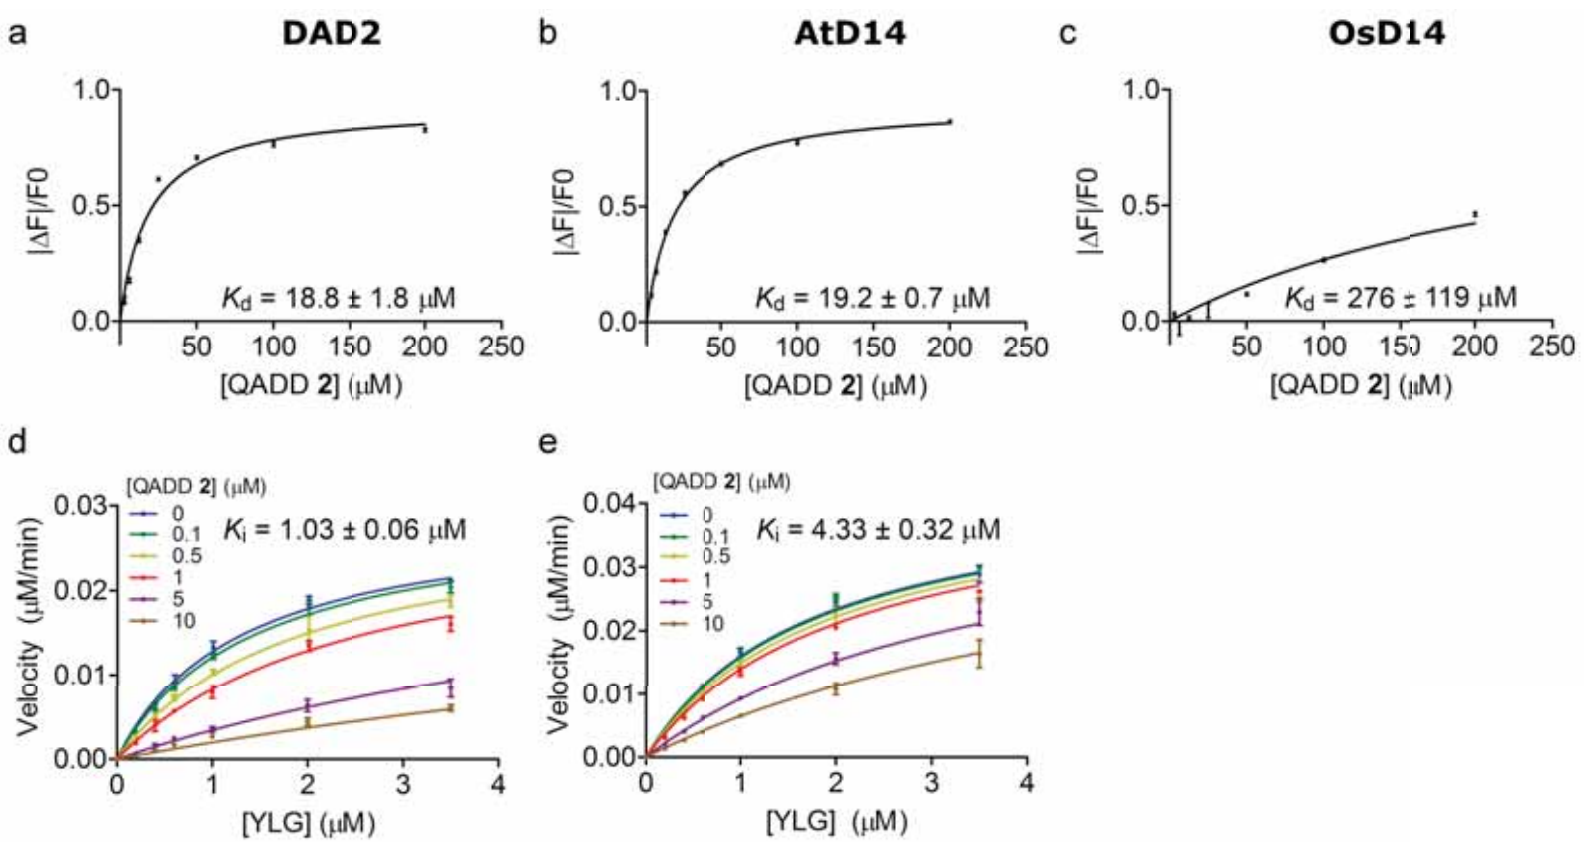 a
DAD2
1.0
0.5
0.0
|ΔF|/F0
Kd = 18.8 ± 1.8 μM
50 100 150 200 250
[QADD 2] (μM)
b
AtD14
1.0
0.5
0.0
|ΔF|/F0
Kd = 19.2 ± 0.7 μM
50 100 150 200 250
[QADD 2] (μM)
c
OsD14
1.0
0.5
0.0
|ΔF|/F0
Kd = 276 ± 119 μM
50 100 150 200 250
[QADD 2] (μM)
d
[QADD 2] (μM)
0
0.1
0.5
1
5
10
Ki = 1.03 ± 0.06 μM
0.03
0.02
0.01
0.00
Velocity (μM/min)
0 1 2 3 4
[YLG] (μM)
e
[QADD 2] (μM)
0
0.1
0.5
1
5
10
Ki = 4.33 ± 0.32 μM
0.04
0.03
0.02
0.01
0.00
Velocity (μM/min)
0 1 2 3 4
[YLG] (μM)